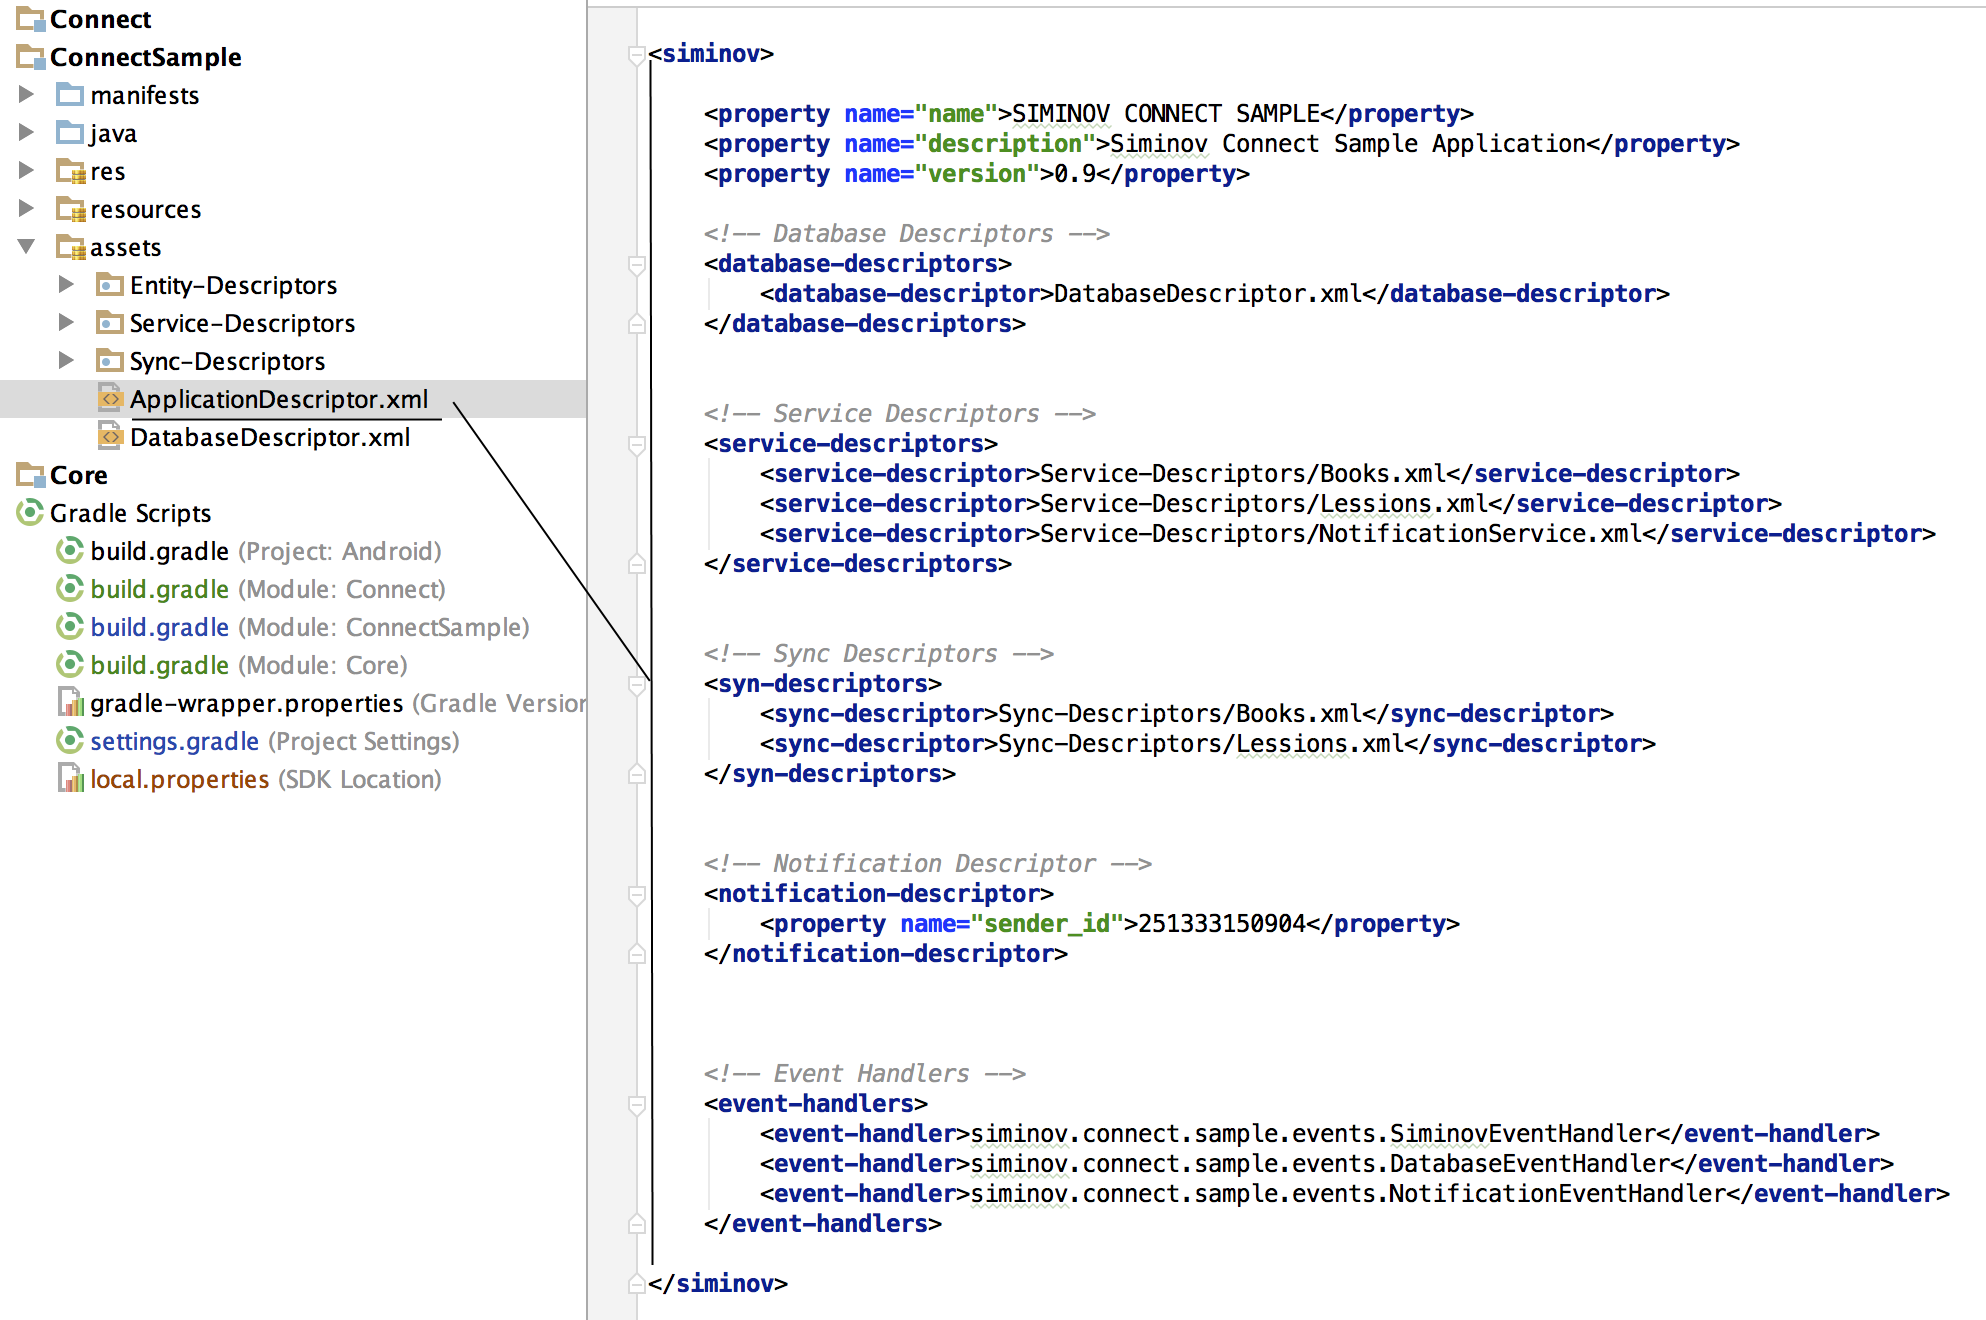 Connect
ConnectSample
manifests
java
res
resources
assets
Entity-Descriptors
Service-Descriptors
Sync-Descriptors
ApplicationDescriptor.xml
DatabaseDescriptor.xml
Core
Gradle Scripts
build.gradle (Project: Android)
build.gradle (Module: Connect)
build.gradle (Module: ConnectSample)
build.gradle (Module: Core)
gradle-wrapper.properties (Gradle Version
settings.gradle (Project Settings)
local.properties (SDK Location)
<siminov>
<property name="name">SIMINOV CONNECT SAMPLE</property>
<property name="description">Siminov Connect Sample Application</property>
<property name="version">0.9</property>
<!-- Database Descriptors -->
<database-descriptors>
<database-descriptor>DatabaseDescriptor.xml</database-descriptor>
</database-descriptors>
<!-- Service Descriptors -->
<service-descriptors>
<service-descriptor>Service-Descriptors/Books.xml</service-descriptor>
<service-descriptor>Service-Descriptors/Lessions.xml</service-descriptor>
<service-descriptor>Service-Descriptors/NotificationService.xml</service-descriptor>
</service-descriptors>
<!-- Sync Descriptors -->
<syn-descriptors>
<sync-descriptor>Sync-Descriptors/Books.xml</sync-descriptor>
<sync-descriptor>Sync-Descriptors/Lessions.xml</sync-descriptor>
</syn-descriptors>
<!-- Notification Descriptor -->
<notification-descriptor>
<property name="sender_id">251333150904</property>
</notification-descriptor>
<!-- Event Handlers -->
<event-handlers>
<event-handler>siminov.connect.sample.events.SiminovEventHandler</event-handler>
<event-handler>siminov.connect.sample.events.DatabaseEventHandler</event-handler>
<event-handler>siminov.connect.sample.events.NotificationEventHandler</event-handler>
</event-handlers>
</siminov>